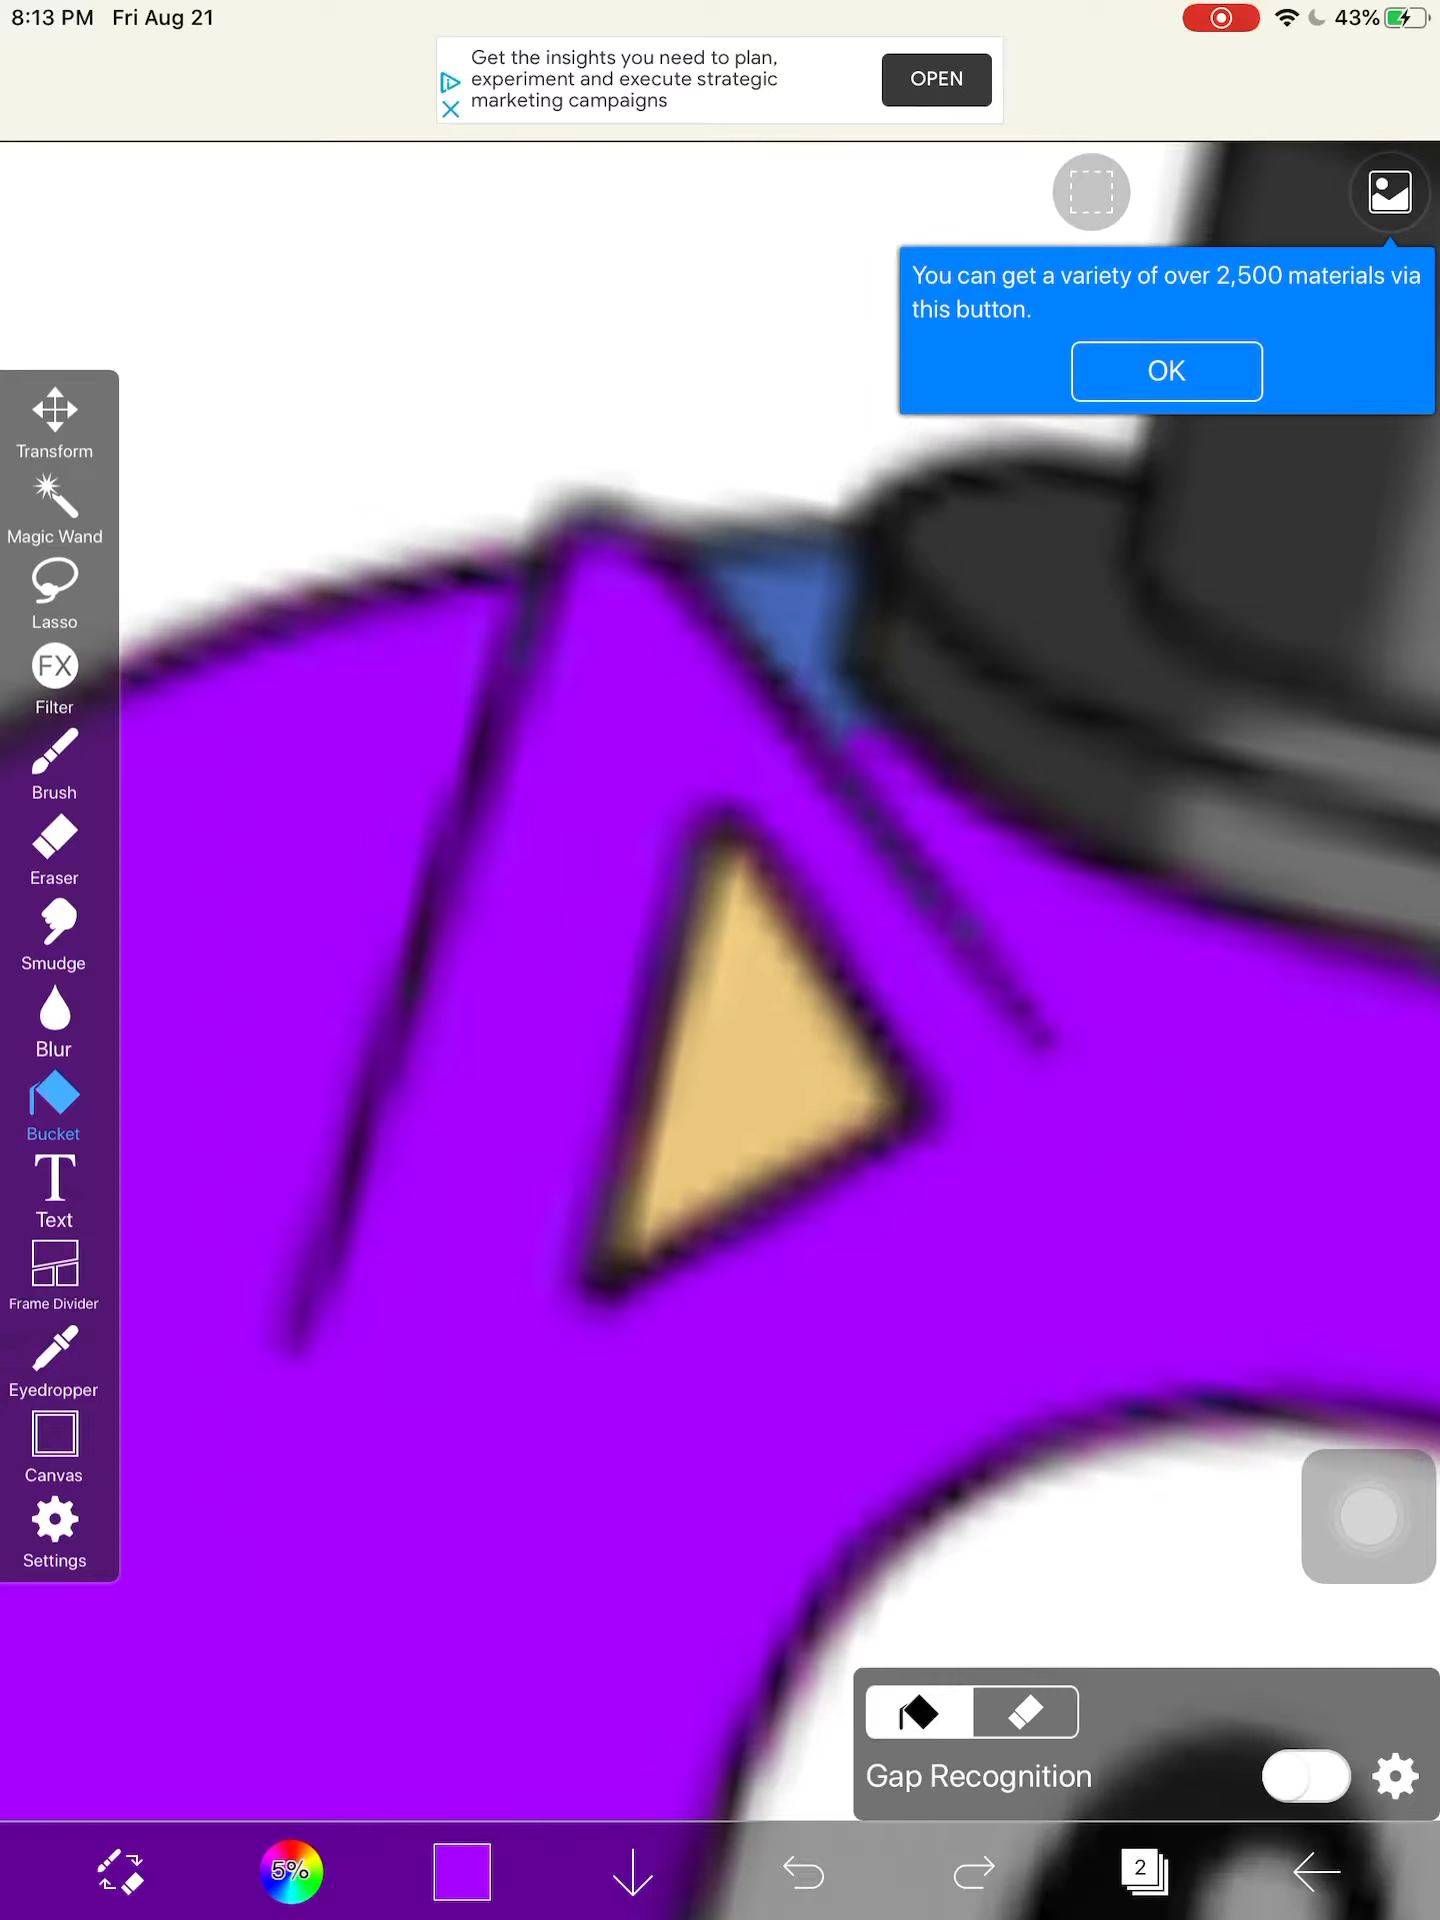 8:13 PM Fri Aug 21
43%
Get the insights you need to plan,
experiment and execute strategic
marketing campaigns
OPEN
You can get a variety of over 2,500 materials via
this button.
OK
Transform
Magic Wand
Lasso
FX
Filter
Brush
Eraser
Smudge
Blur
Bucket
T
Text
Frame Divider
Eyedropper
Canvas
Settings
Gap Recognition
5%
2